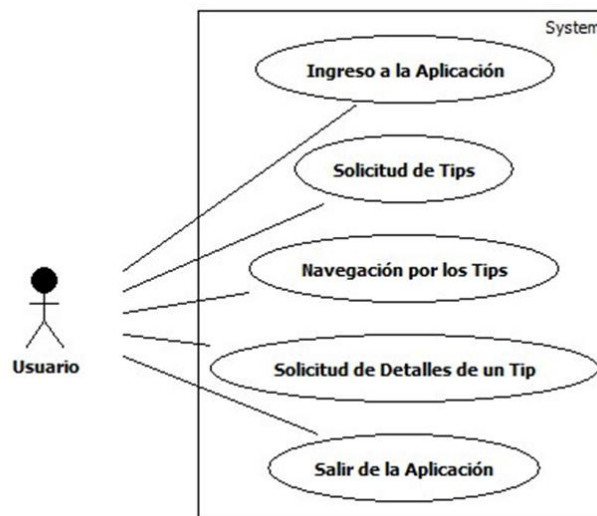 System
Ingreso a la Aplicación
Solicitud de Tips
Navegación por los Tips
Usuario
Solicitud de Detalles de un Tip
Salir de la Aplicación